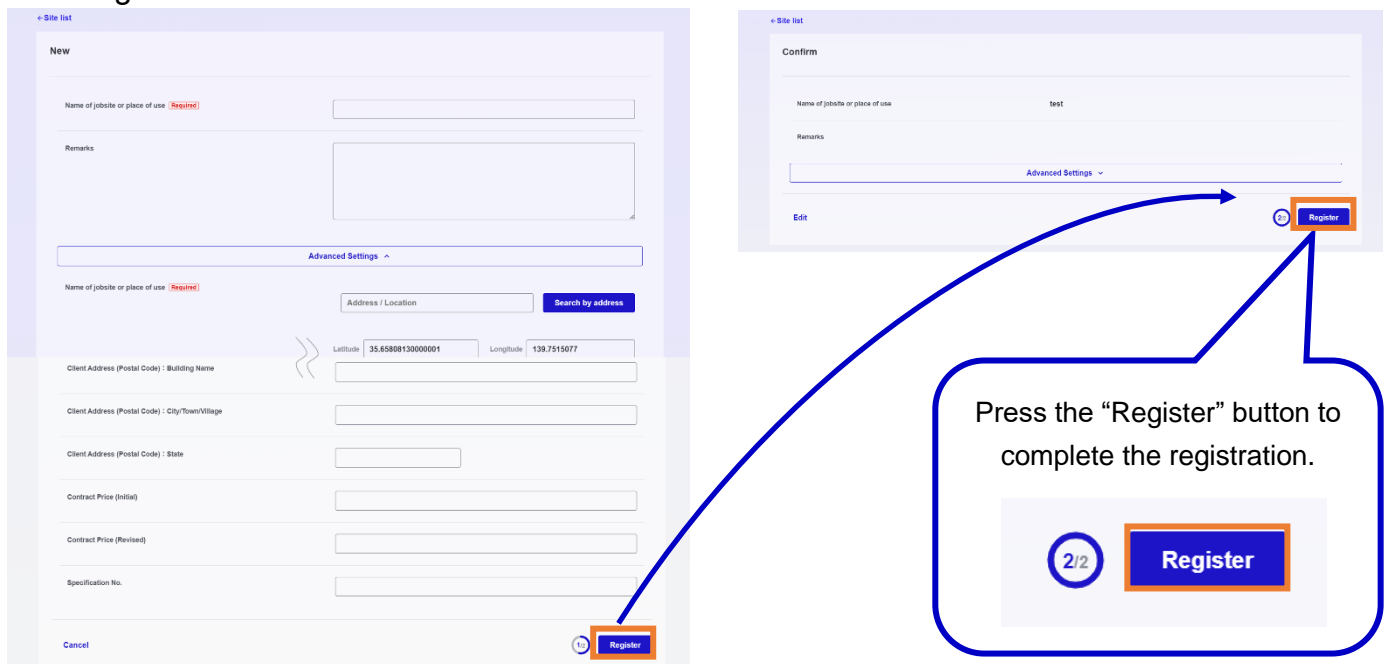 ←Site list
New
Name of jobsite or place of use Required
Remarks
Advanced Settings
Name of jobsite or place of use Required
Address / Location
Search by address
Latitude 35.65808130000001 Longitude 139.7515077
Client Address (Postal Code) : Building Name
Client Address (Postal Code) : City/Town/Village
Client Address (Postal Code) : State
Contract Price (Initial)
Contract Price (Revised)
Specification No.
Cancel
1/2 Register
←Site list
Confirm
Name of jobsite or place of use test
Remarks
Advanced Settings
Edit
2/2 Register
Press the “Register” button to
complete the registration.
2/2 Register